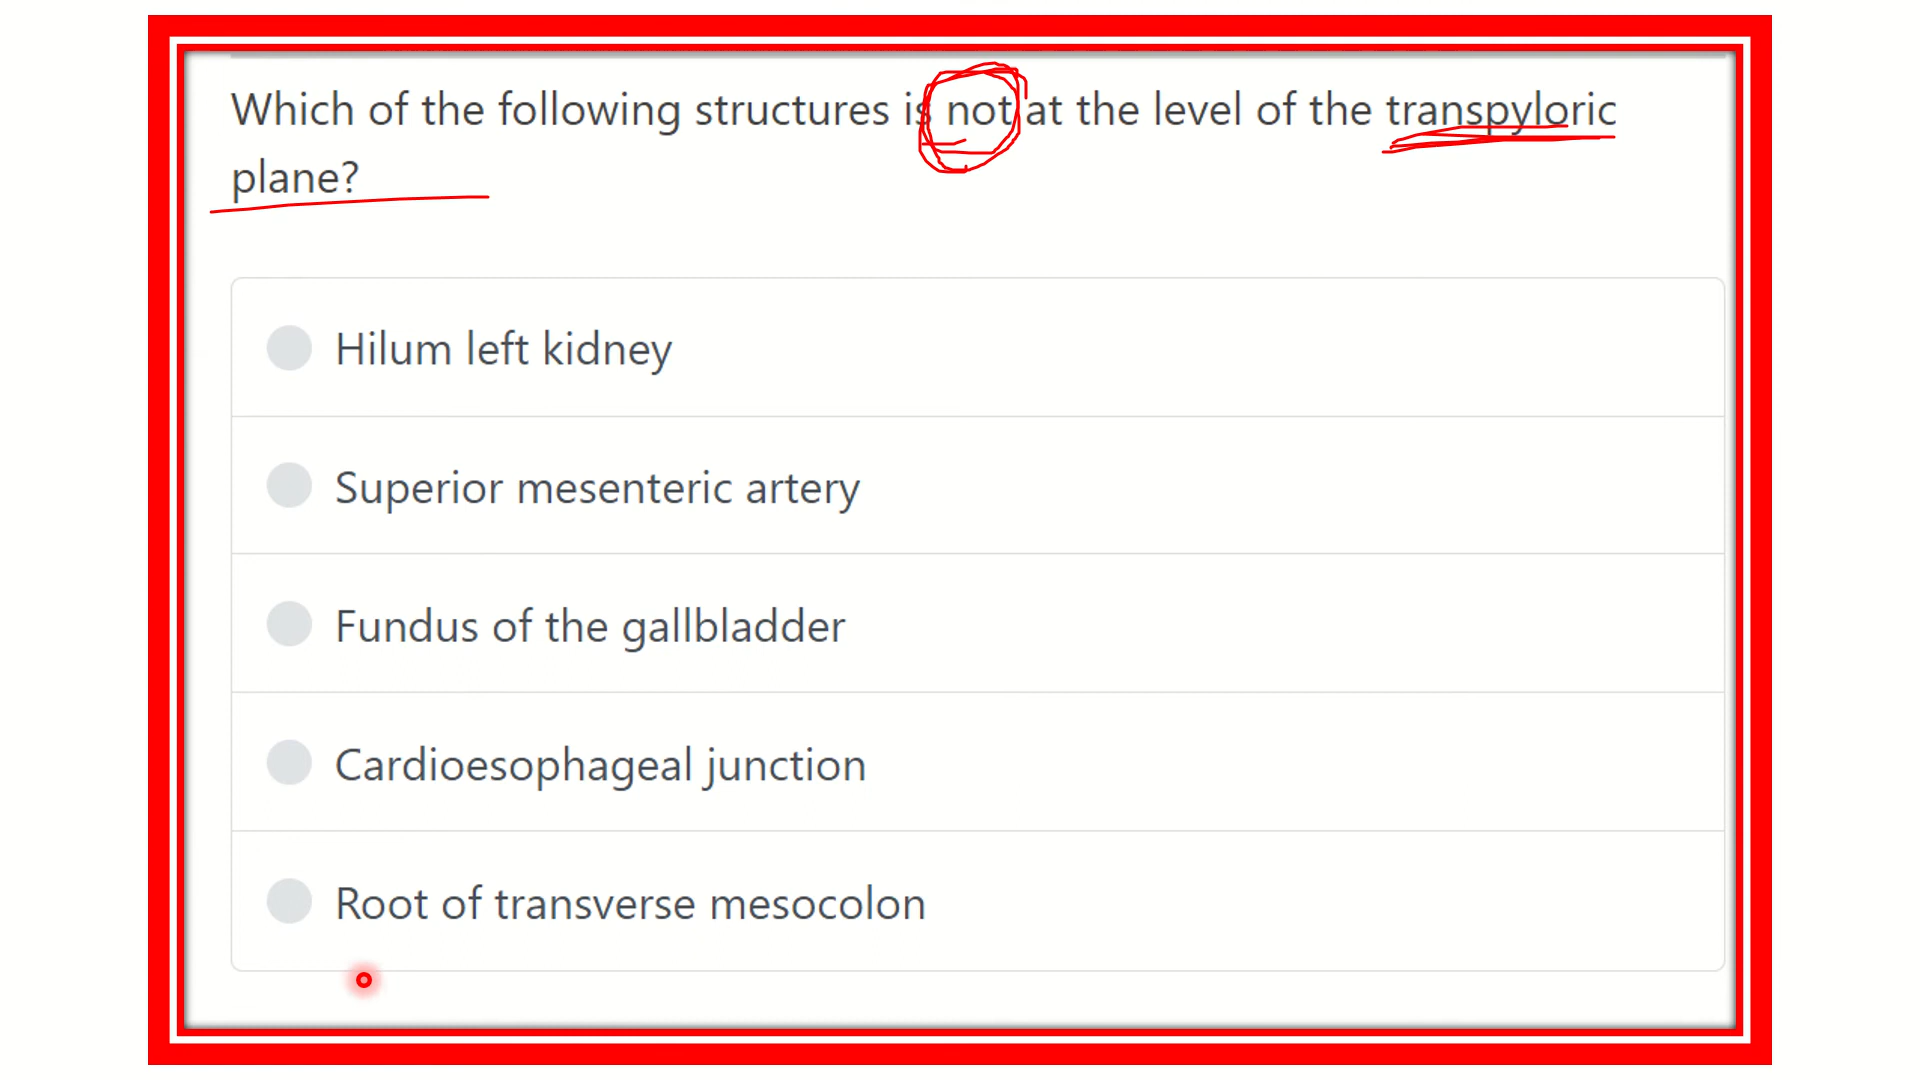 Which of the following structures is not at the level of the transpyloric
plane?
Hilum left kidney
Superior mesenteric artery
Fundus of the gallbladder
Cardioesophageal junction
Root of transverse mesocolon